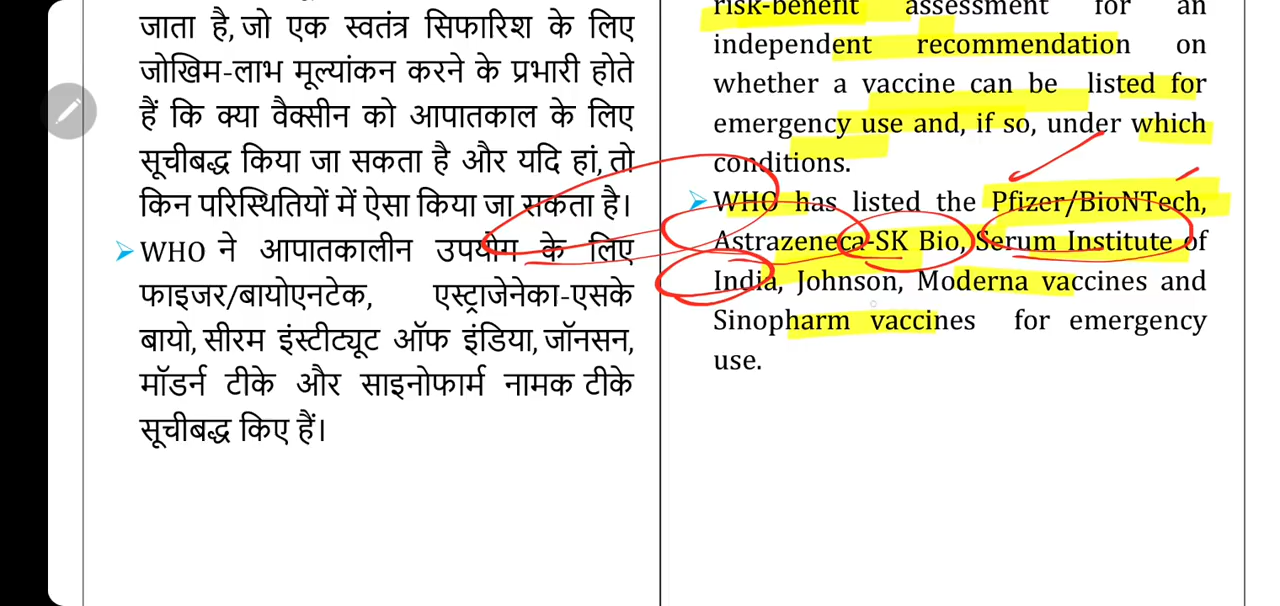 जाता है, जो एक स्वतंत्र सिफारिश के लिए
जोखिम-लाभ मूल्यांकन करने के प्रभारी होते
हैं कि क्या वैक्सीन को आपातकाल के लिए
सूचीबद्ध किया जा सकता है और यदि हां, तो
किन परिस्थितियों में ऐसा किया जा सकता है।
➤ WHO ने आपातकालीन उपयोग के लिए
फाइजर/बायोएनटेक, एस्ट्राजेनेका-एसके
बायो, सीरम इंस्टीट्यूट ऑफ इंडिया, जॉनसन,
मॉडर्न टीके और साइनोफार्म नामक टीके
सूचीबद्ध किए हैं।
risk-benefit assessment for an
independent recommendation on
whether a vaccine can be listed for
emergency use and, if so, under which
conditions.
➤ WHO has listed the Pfizer/BioNTech,
Astrazeneca-SK Bio, Serum Institute of
India, Johnson, Moderna vaccines and
Sinopharm vaccines for emergency
use.